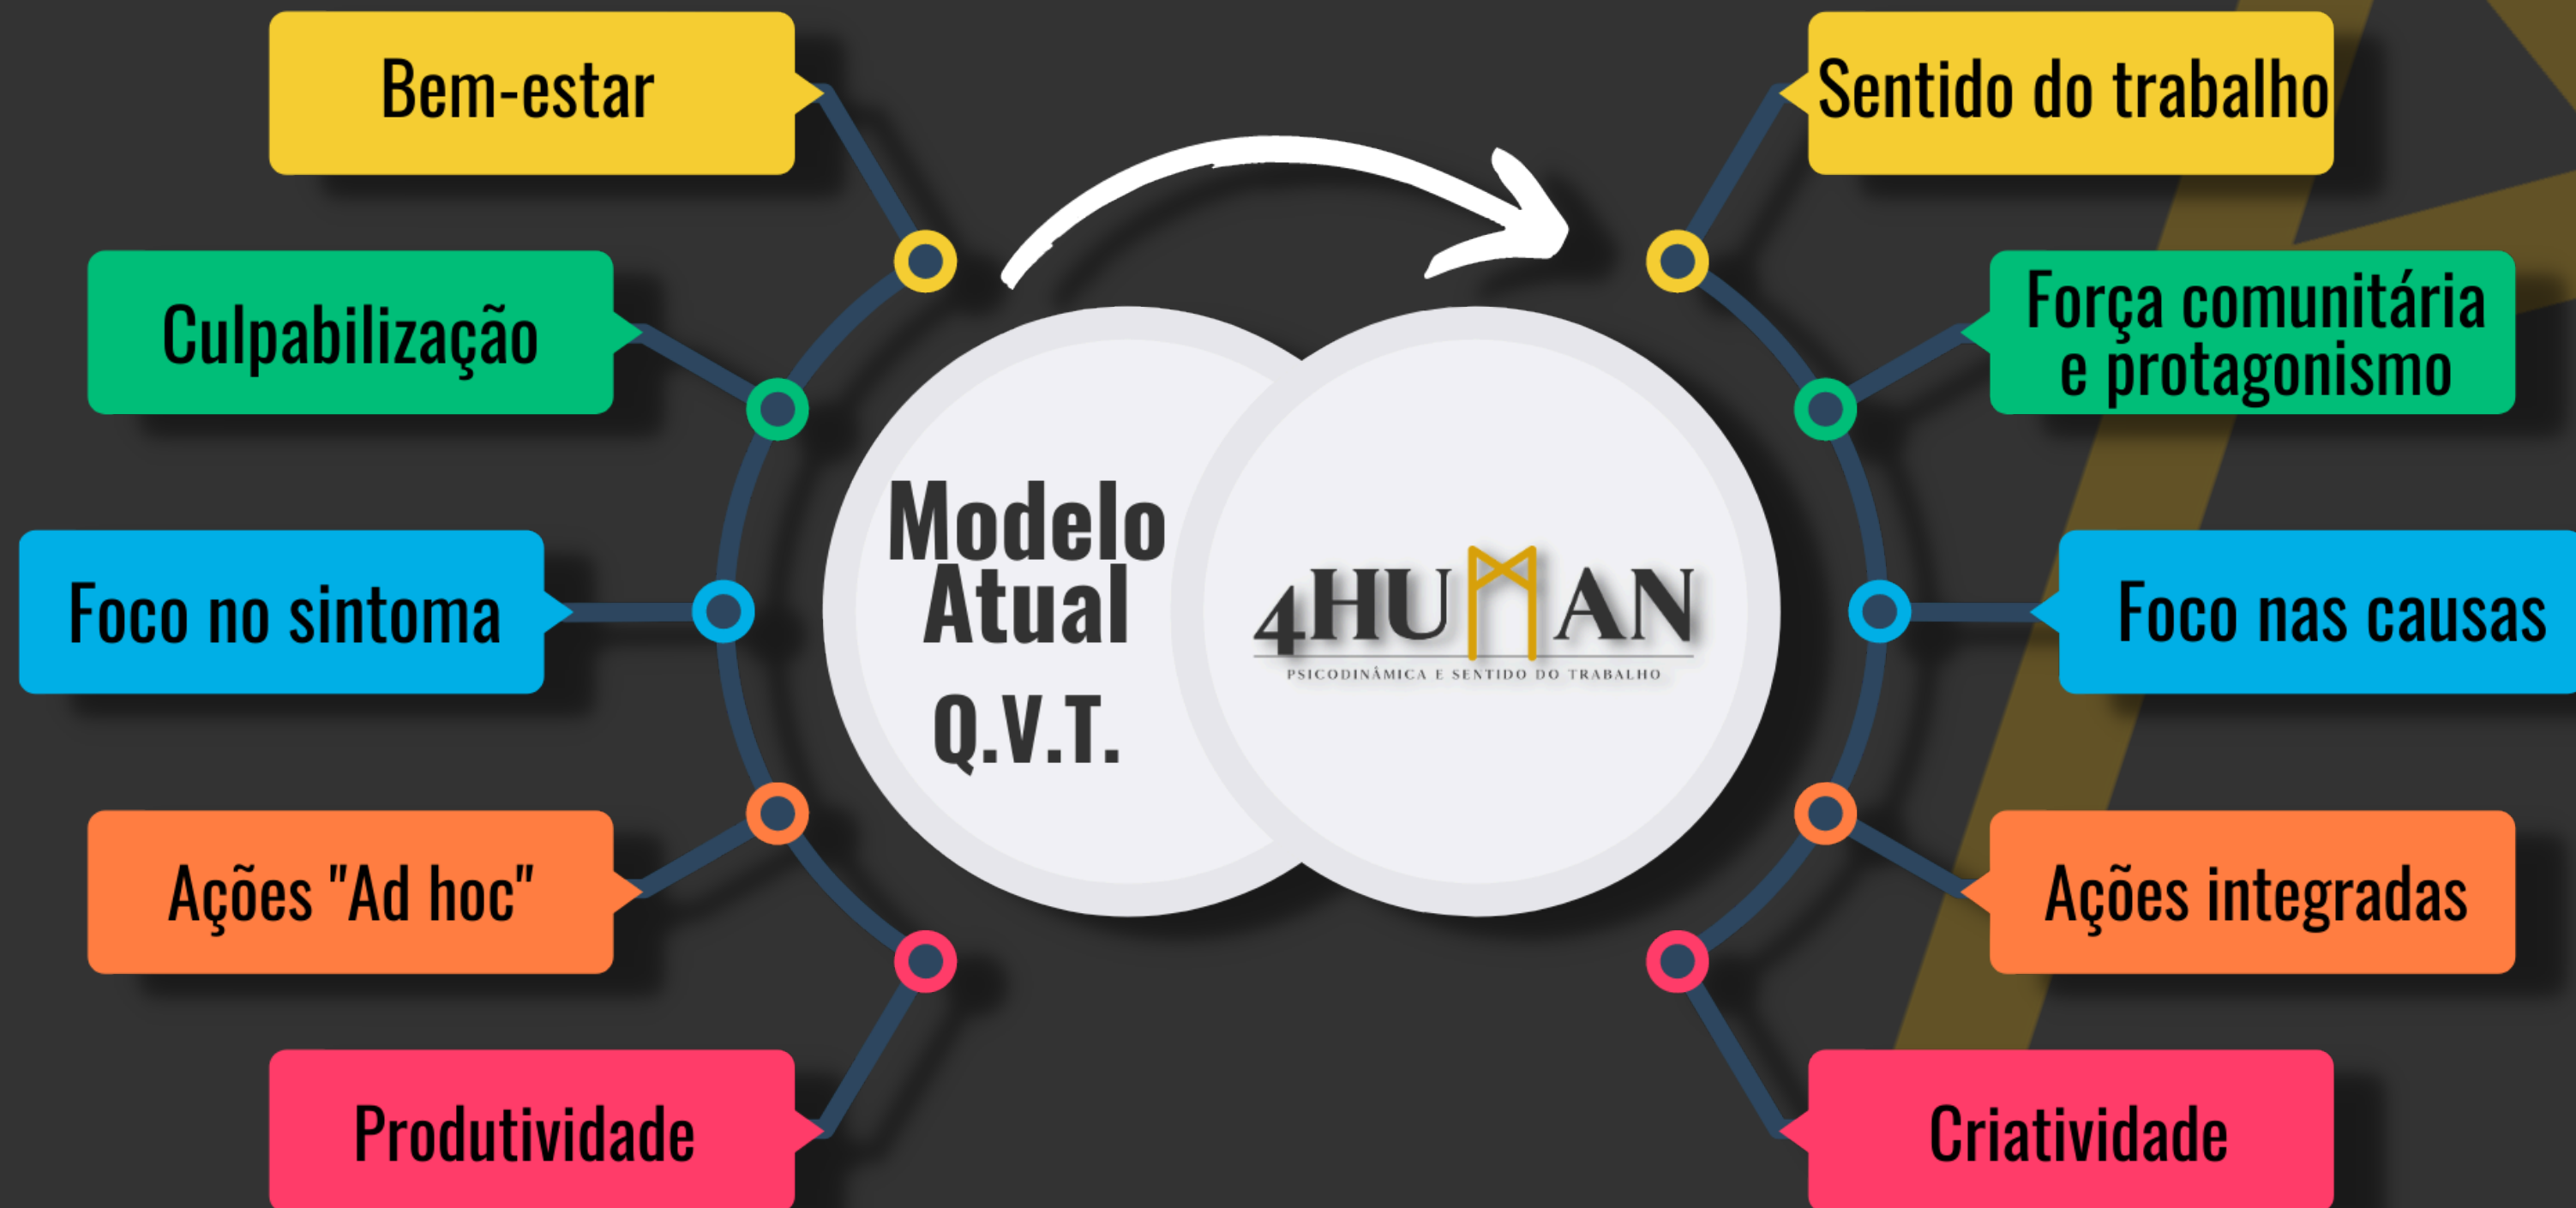 Bem-estar
Culpabilização
Foco no sintoma
Ações "Ad hoc"
Produtividade
Modelo
Atual
Q.V.T.
4HUMAN
PSICODINÂMICA E SENTIDO DO TRABALHO
Sentido do trabalho
Força comunitária
e protagonismo
Foco nas causas
Ações integradas
Criatividade